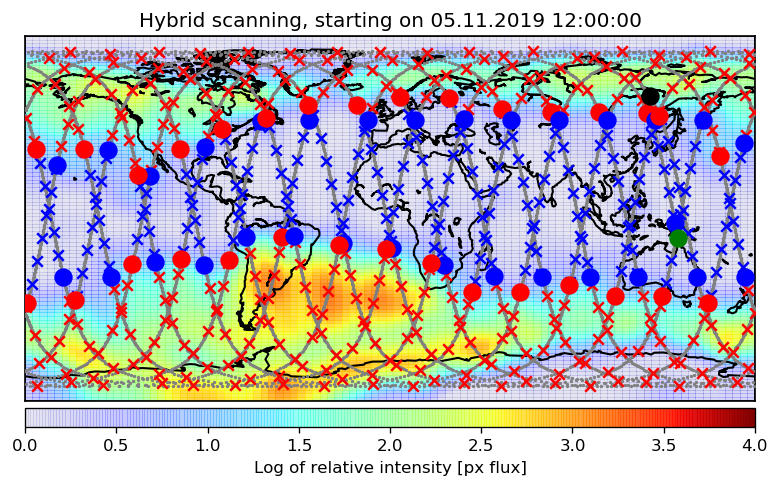 Hybrid scanning, starting on 05.11.2019 12:00:00
0.0 0.5 1.0 1.5 2.0 2.5 3.0 3.5 4.0
Log of relative intensity [px flux]